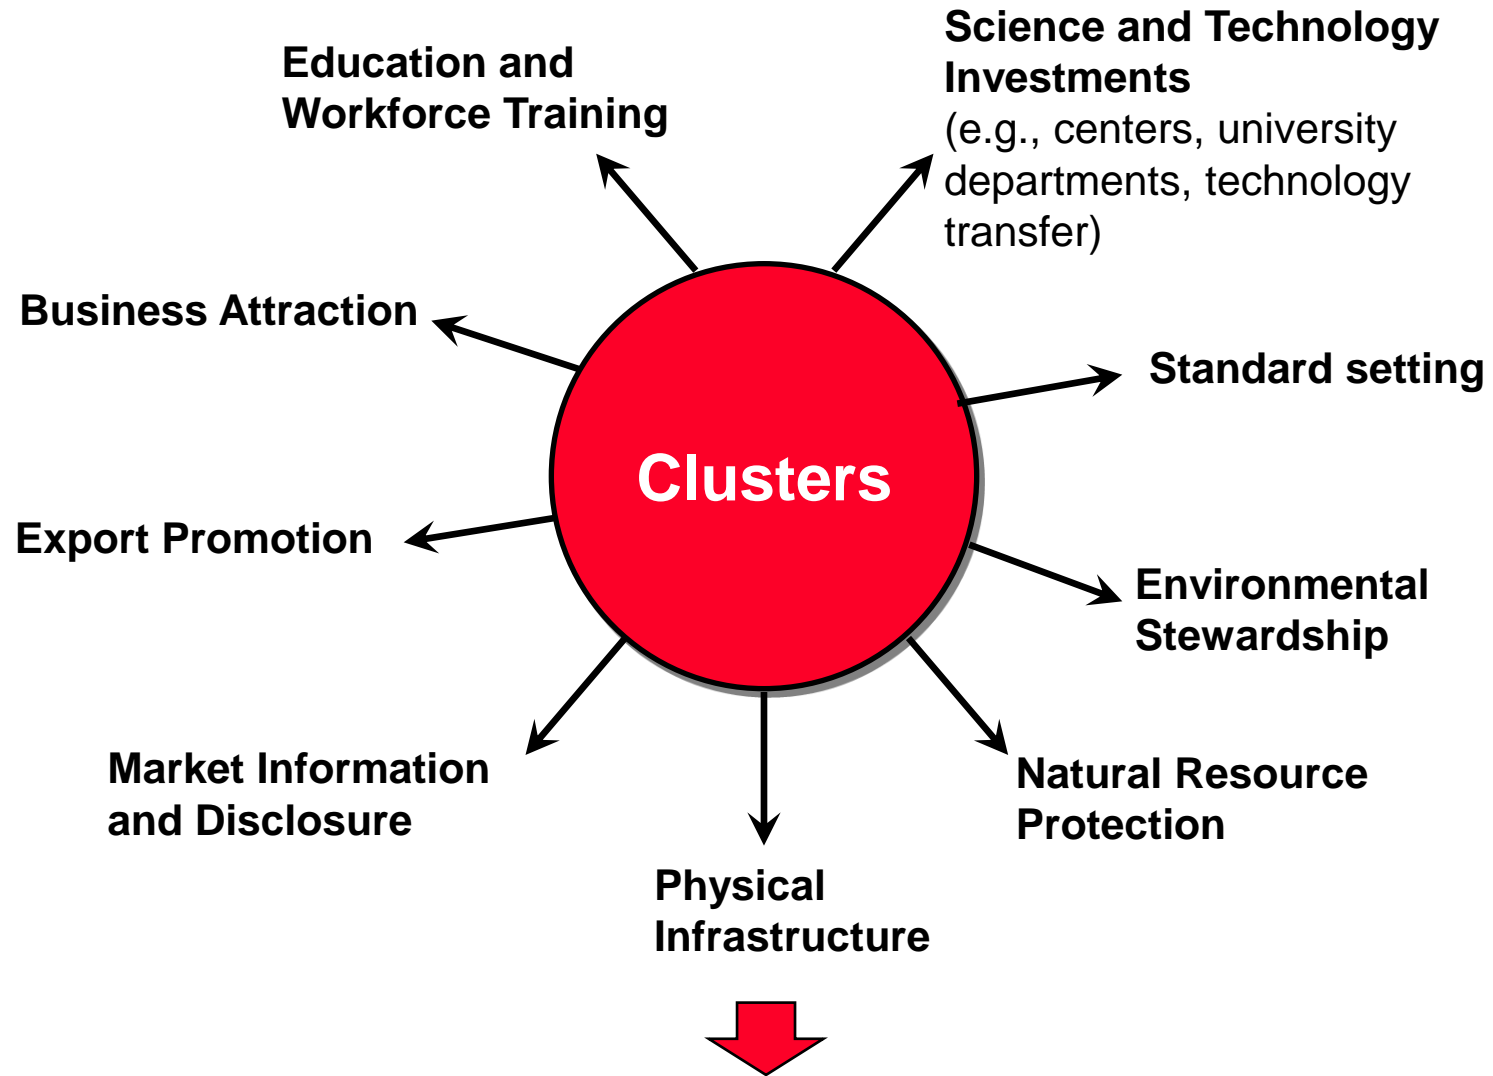 Education and
Workforce Training
Science and Technology
Investments
(e.g., centers, university
departments, technology
transfer)
Business Attraction
Standard setting
Clusters
Export Promotion
Environmental
Stewardship
Market Information
and Disclosure
Natural Resource
Protection
Physical
Infrastructure